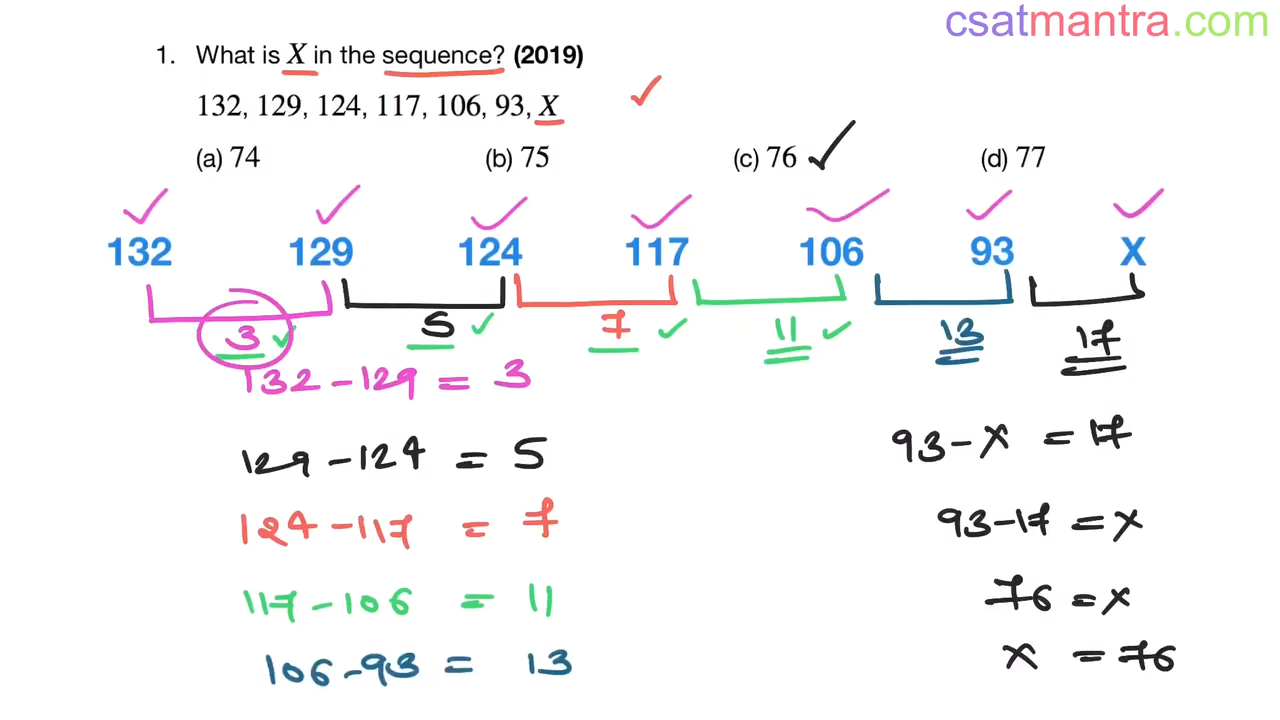 csatmantra.com
1. What is X in the sequence? (2019)
132, 129, 124, 117, 106, 93, X
(a) 74 (b) 75 (c) 76 (d) 77
132 129 124 117 106 93 X
3 5 7 11 13 17
132 - 129 = 3
129 - 124 = 5
124 - 117 = 7
117 - 106 = 11
106 - 93 = 13
93 - X = 17
93 - 17 = X
76 = X
X = 76